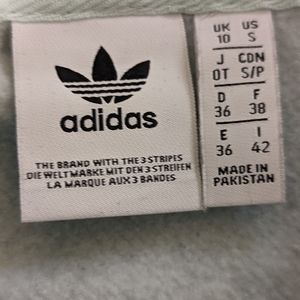 adidas
THE BRAND WITH THE 3 STRIPES
DIE WELTMARKE MIT DEN 3 STREIFEN
LA MARQUE AUX 3 BANDES
UK US
10 S
J CDN
OT S/P
D F
36 38
E I
36 42
MADE IN
PAKISTAN